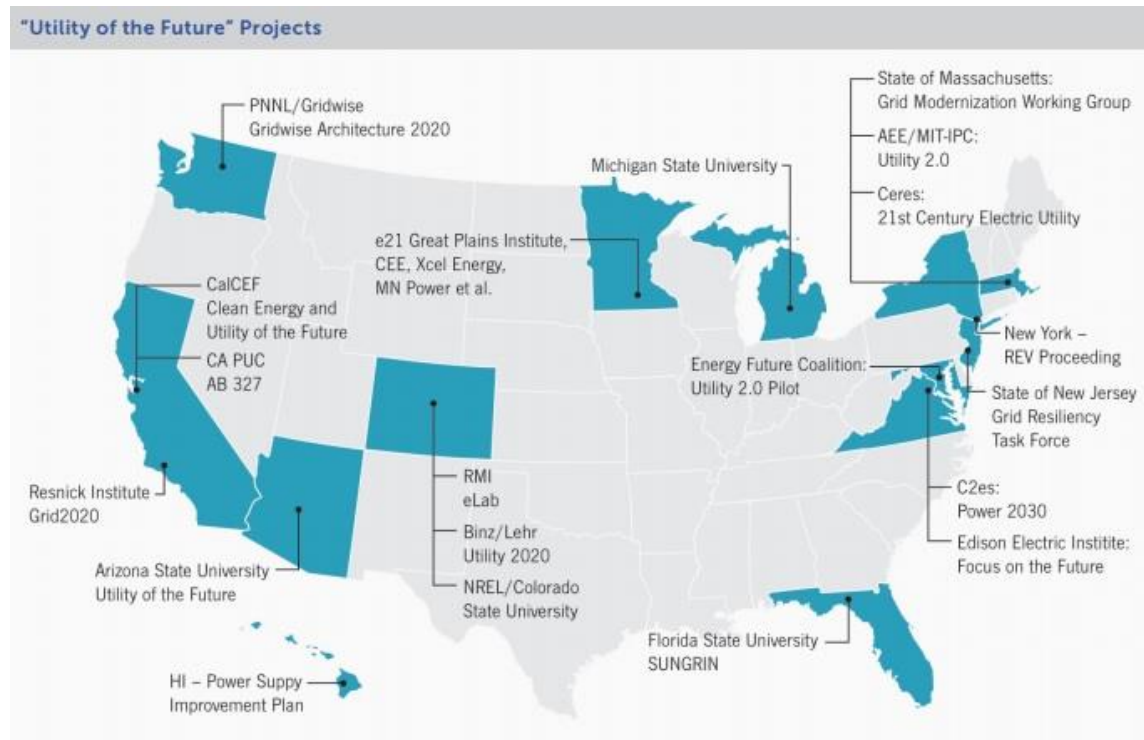 "Utility of the Future" Projects
PNNL/Gridwise
Gridwise Architecture 2020
State of Massachusetts:
Grid Modernization Working Group
AEE/MIT-IPC:
Utility 2.0
Ceres:
21st Century Electric Utility
Michigan State University
e21 Great Plains Institute,
CEE, Xcel Energy,
MN Power et al.
CalCEF
Clean Energy and
Utility of the Future
CA PUC
AB 327
New York –
REV Proceeding
Energy Future Coalition:
Utility 2.0 Pilot
State of New Jersey
Grid Resiliency
Task Force
Resnick Institute
Grid2020
RMI
eLab
Binz/Lehr
Utility 2020
NREL/Colorado
State University
C2es:
Power 2030
Edison Electric Institite:
Focus on the Future
Arizona State University
Utility of the Future
Florida State University
SUNGRIN
HI – Power Suppy
Improvement Plan